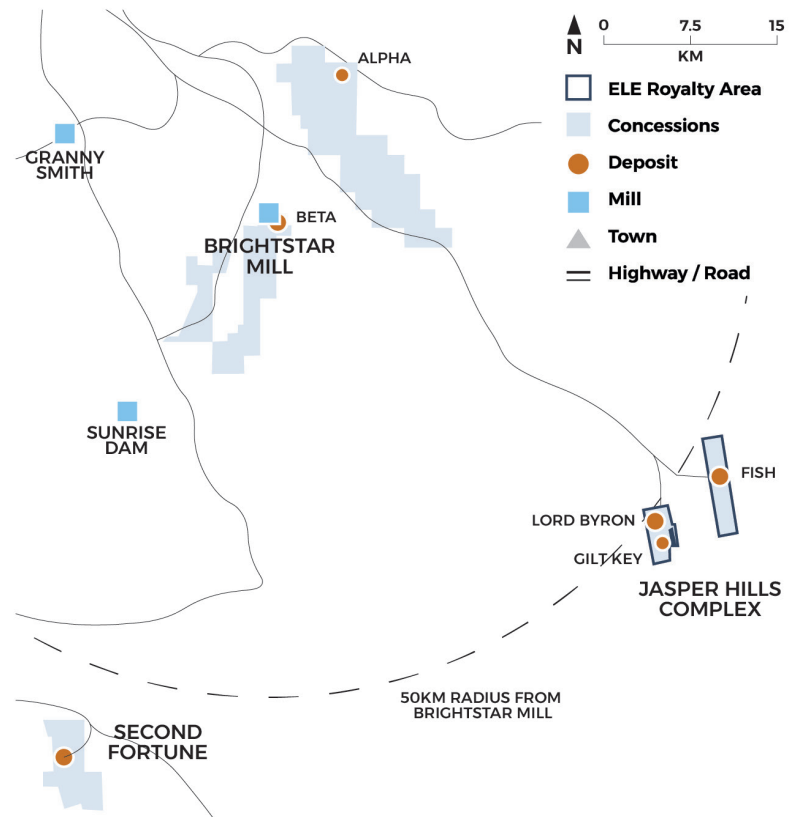 ALPHA
N
0 7.5 15
KM
ELE Royalty Area
Concessions
Deposit
Mill
Town
Highway / Road
GRANNY
SMITH
BETA
BRIGHTSTAR
MILL
SUNRISE
DAM
FISH
LORD BYRON
GILT KEY
JASPER HILLS
COMPLEX
50KM RADIUS FROM
BRIGHTSTAR MILL
SECOND
FORTUNE